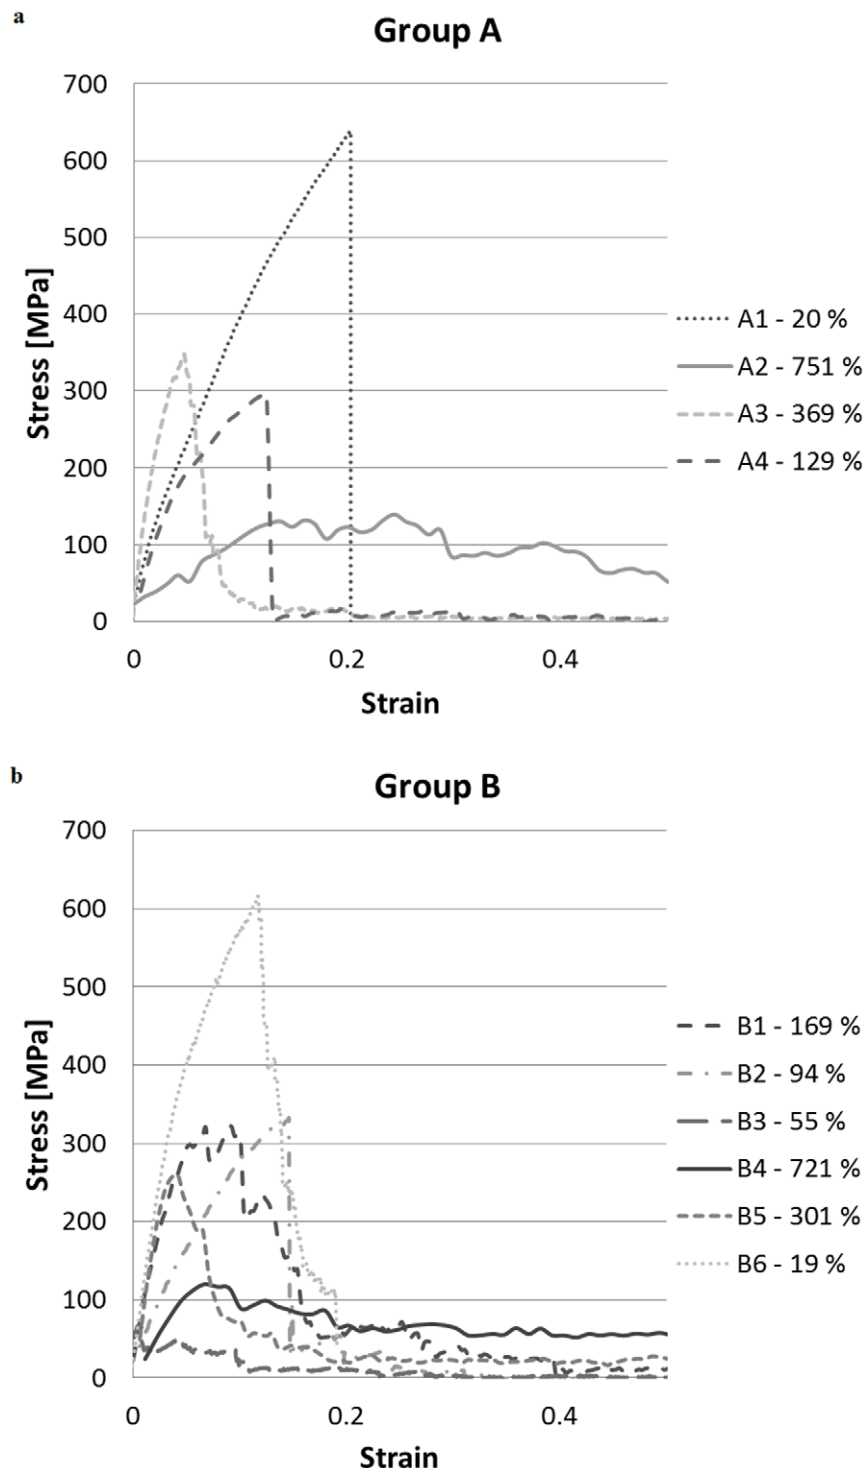 a
Group A
700
600
500
400
300
200
100
0
Stress [MPa]
0 0.2 0.4
Strain
A1 - 20 %
A2 - 751 %
A3 - 369 %
A4 - 129 %
b
Group B
700
600
500
400
300
200
100
0
Stress [MPa]
0 0.2 0.4
Strain
B1 - 169 %
B2 - 94 %
B3 - 55 %
B4 - 721 %
B5 - 301 %
B6 - 19 %